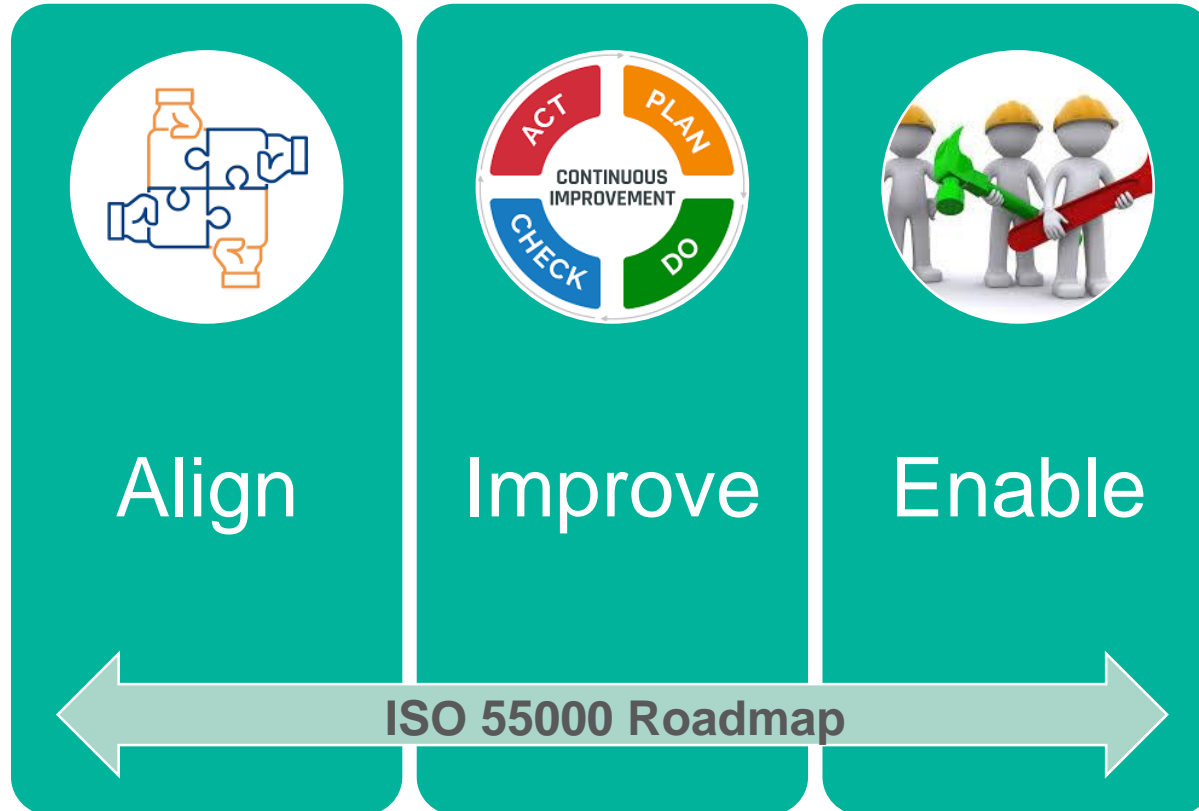 ACT
PLAN
CONTINUOUS
IMPROVEMENT
CHECK
DO
Align
Improve
Enable
ISO 55000 Roadmap